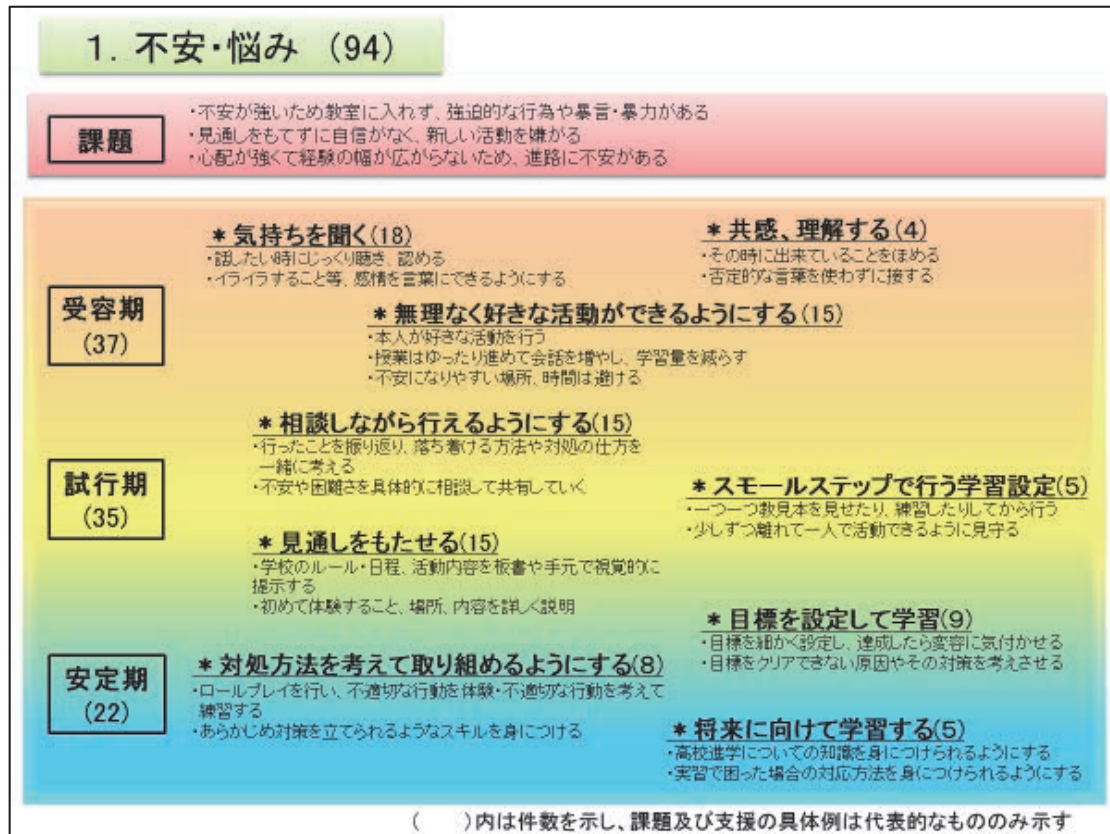 1. 不安・悩み (94)
課題
・不安が強いため教室に入れず、強迫的な行為や暴言・暴力がある
・見通しをもてずに自信がなく、新しい活動を嫌がる
・心配が強くて経験の幅が広がらないため、進路に不安がある
受容期
(37)
＊気持ちを聞く(18)
・話したい時にじっくり聴き、認める
・イライラすること等、感情を言葉にできるようにする
＊共感、理解する(4)
・その時に出来ていることをほめる
・否定的な言葉を使わずに接する
＊無理なく好きな活動ができるようにする(15)
・本人が好きな活動を行う
・授業はゆったり進めて会話を増やし、学習量を減らす
・不安になりやすい場所、時間は避ける
試行期
(35)
＊相談しながら行えるようにする(15)
・行ったことを振り返り、落ち着ける方法や対処の仕方を
一緒に考える
・不安や困難さを具体的に相談して共有していく
＊スモールステップで行う学習設定(5)
・一つ一つ教見本を見せたり、練習したりしてから行う
・少しずつ離れて一人で活動できるように見守る
＊見通しをもたせる(15)
・学校のルール・日程、活動内容を板書や手元で視覚的に
提示する
・初めて体験すること、場所、内容を詳しく説明
＊目標を設定して学習(9)
・目標を細かく設定し、達成したら変容に気付かせる
・目標をクリアできない原因やその対策を考えさせる
安定期
(22)
＊対処方法を考えて取り組めるようにする(8)
・ロールプレイを行い、不適切な行動を体験・不適切な行動を考えて
練習する
・あらかじめ対策を立てられるようなスキルを身につける
＊将来に向けて学習する(5)
・高校進学についての知識を身につけられるようにする
・実習で困った場合の対応方法を身につけられるようにする
(　　)内は件数を示し、課題及び支援の具体例は代表的なもののみ示す